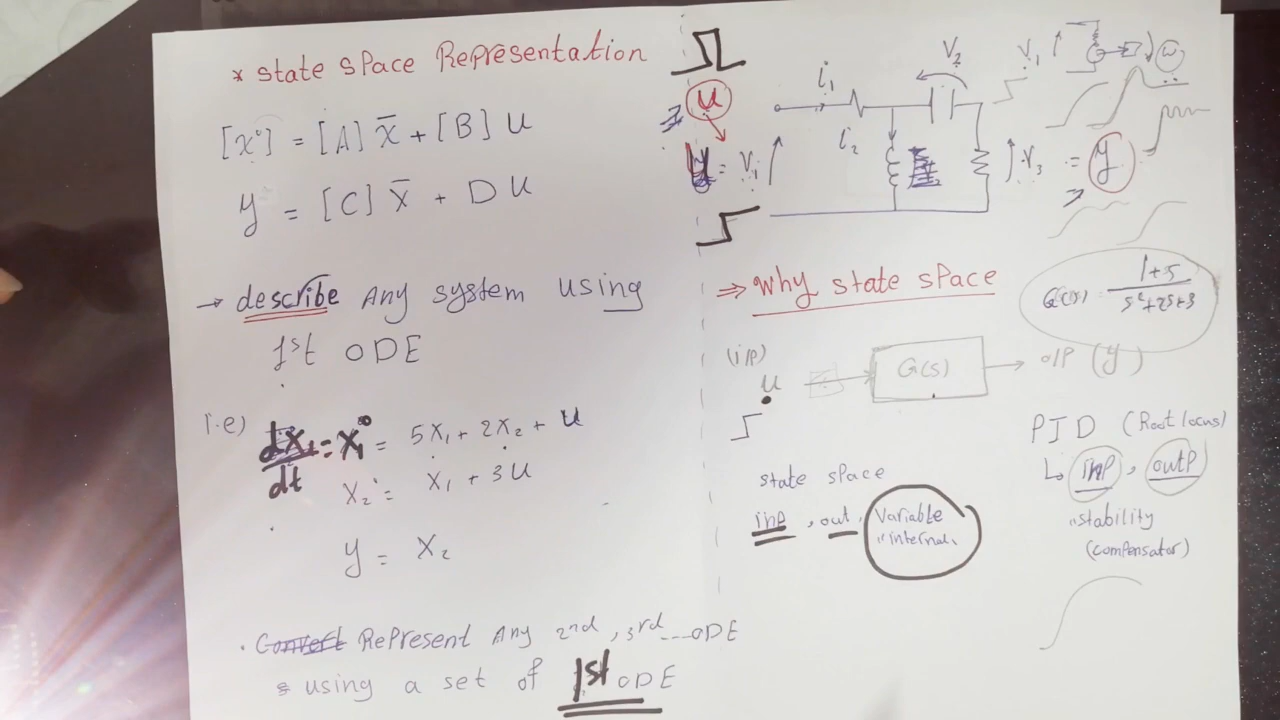 * state space Representation
[x°] = [A] x̄ + [B] u
y = [C] x̄ + D u
→ describe Any system using
1st ODE
i.e) dx₁/dt = x₁° = 5x₁ + 2x₂ + u
x₂° = x₁ + 3u
y = x₂
. Convert Represent Any 2nd, 3rd ... ODE
using a set of 1st ODE
u
u = Vi
i₁
i₂
V₂
V₁
V₃ = y
ω
⇒ why state space
G(s) = 1+s / s²+2s+3
(i/p)
u
G(s)
o/p (y)
PID (Root locus)
↳ inp, outp
"stability
(compensator)
state space
inp, out, Variable
"internal"